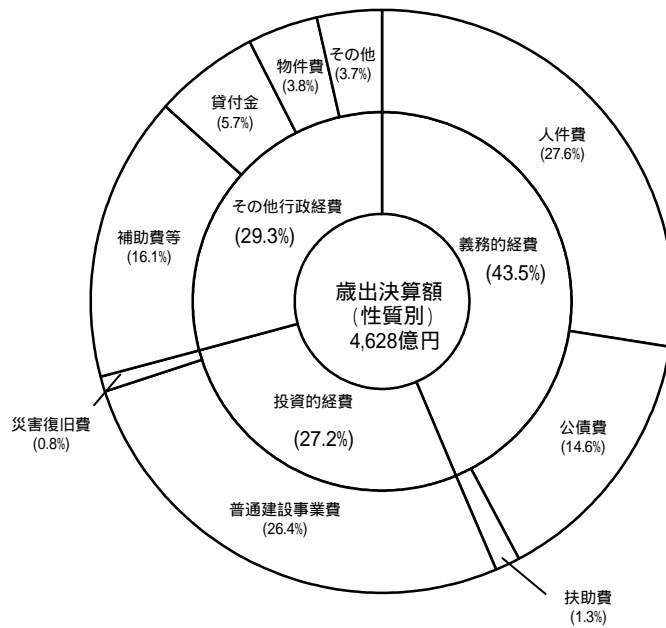 その他
(3.7%)
物件費
(3.8%)
貸付金
(5.7%)
人件費
(27.6%)
その他行政経費
(29.3%)
補助費等
(16.1%)
義務的経費
(43.5%)
歳出決算額
(性質別)
4,628億円
災害復旧費
(0.8%)
投資的経費
(27.2%)
公債費
(14.6%)
普通建設事業費
(26.4%)
扶助費
(1.3%)